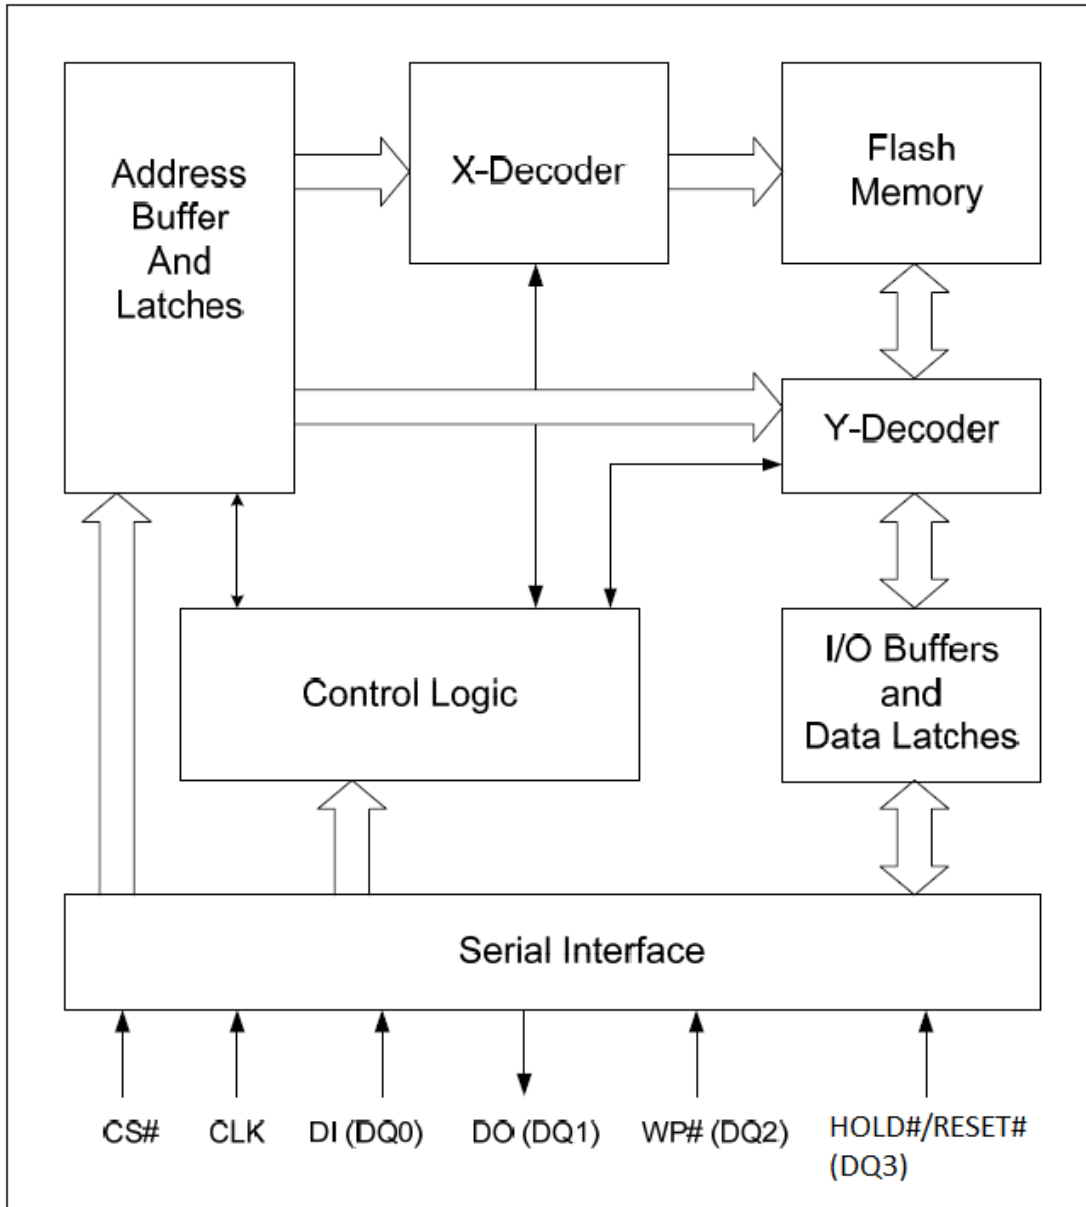 Address
Buffer
And
Latches
X-Decoder
Flash
Memory
Y-Decoder
Control Logic
I/O Buffers
and
Data Latches
Serial Interface
CS#
CLK
DI (DQ0)
DO (DQ1)
WP# (DQ2)
HOLD#/RESET#
(DQ3)